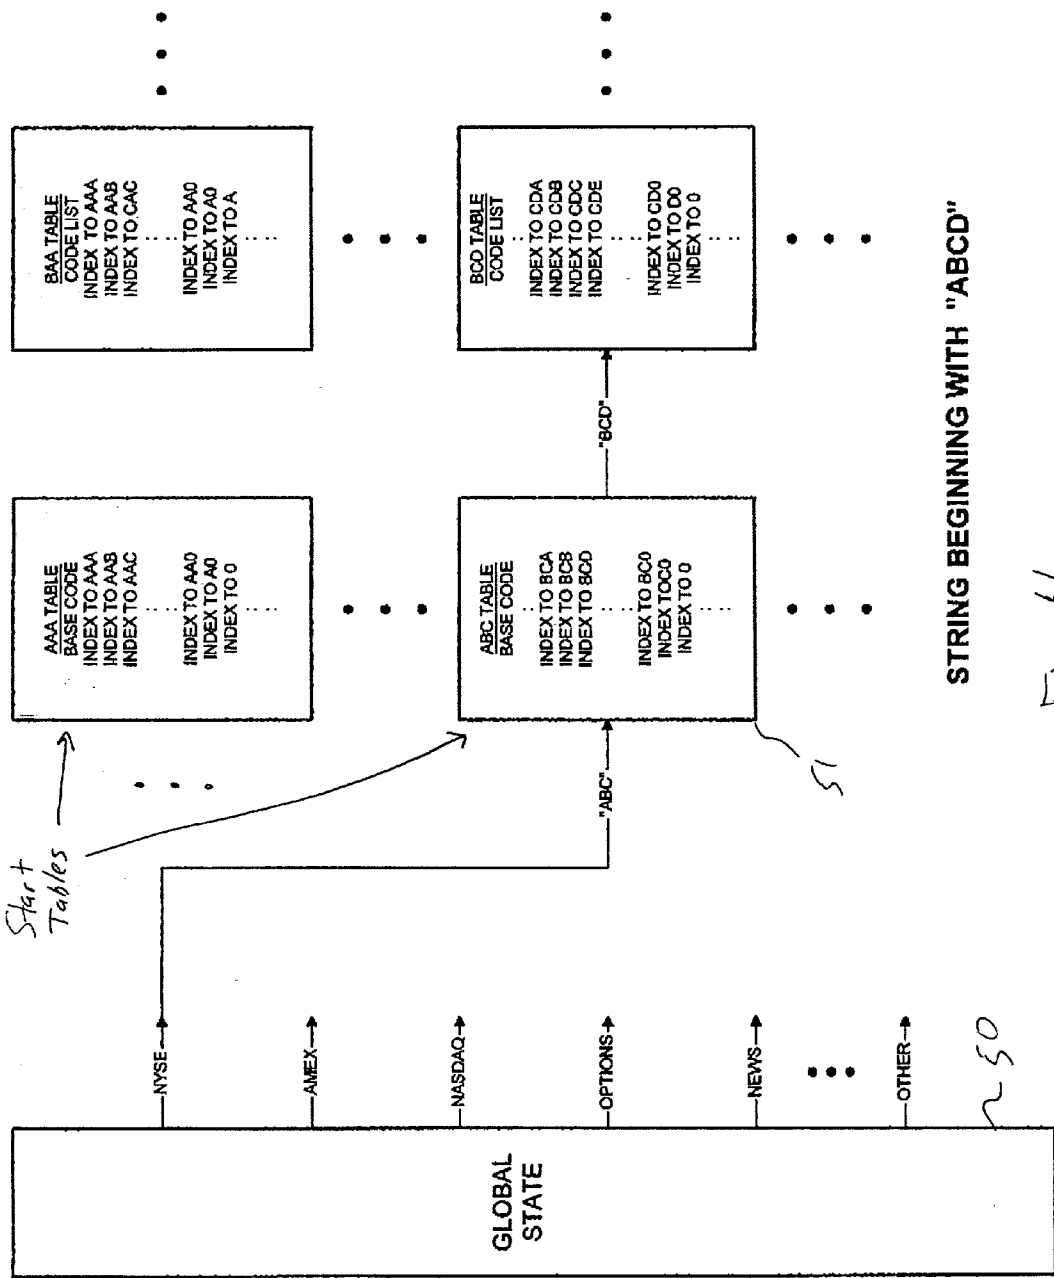 Start
Tables
AAA TABLE
BASE CODE
INDEX TO AAA
INDEX TO AAB
INDEX TO AAC
INDEX TO AA0
INDEX TO A0
INDEX TO 0
BAA TABLE
CODE LIST
INDEX TO AAA
INDEX TO AAB
INDEX TO CAC
INDEX TO AA0
INDEX TO A0
INDEX TO A
GLOBAL
STATE
NYSE
AMEX
NASDAQ
OPTIONS
NEWS
OTHER
"ABC"
ABC TABLE
BASE CODE
INDEX TO BCA
INDEX TO BCB
INDEX TO BCD
INDEX TO BC0
INDEX TOC0
INDEX TO 0
"BCD"
BCD TABLE
CODE LIST
INDEX TO CDA
INDEX TO CDB
INDEX TO CDC
INDEX TO CDE
INDEX TO CD0
INDEX TO D0
INDEX TO 0
51
50
STRING BEGINNING WITH "ABCD"